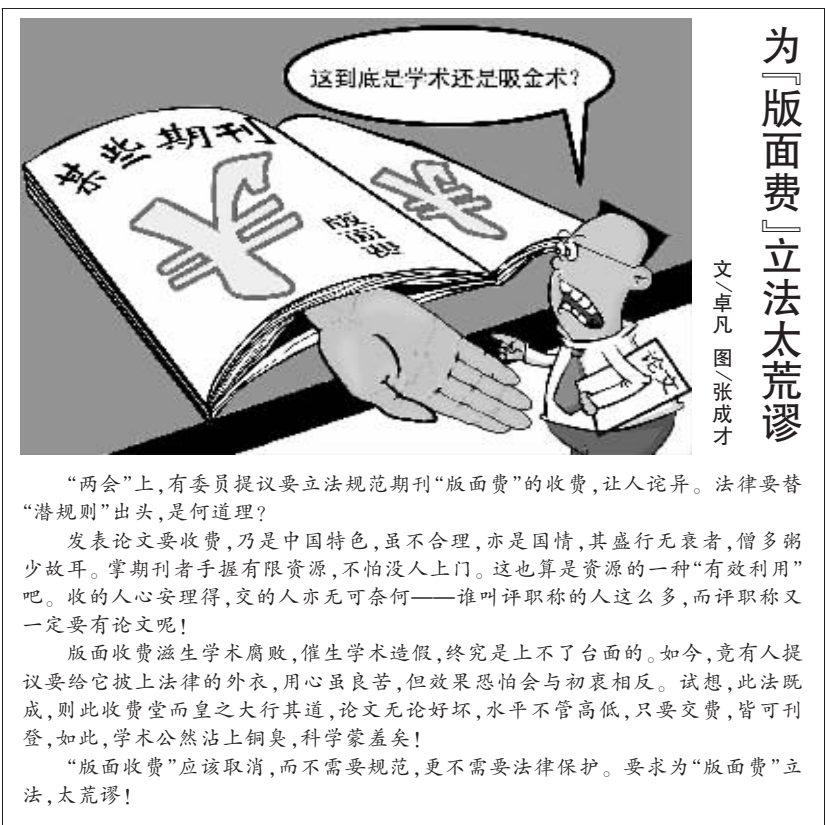 为『版面费』立法太荒谬
文╲卓凡 图╲张成才
这到底是学术还是吸金术？
某些期刊
版面费
论文
“两会”上，有委员提议要立法规范期刊“版面费”的收费，让人诧异。法律要替
“潜规则”出头，是何道理？
发表论文要收费，乃是中国特色，虽不合理，亦是国情，其盛行无衰者，僧多粥
少故耳。掌期刊者手握有限资源，不怕没人上门。这也算是资源的一种“有效利用”
吧。收的人心安理得，交的人亦无可奈何——谁叫评职称的人这么多，而评职称又
一定要有论文呢！
版面收费滋生学术腐败，催生学术造假，终究是上不了台面的。如今，竟有人提
议要给它披上法律的外衣，用心虽良苦，但效果恐怕会与初衷相反。试想，此法既
成，则此收费堂而皇之大行其道，论文无论好坏，水平不管高低，只要交费，皆可刊
登，如此，学术公然沾上铜臭，科学蒙羞矣！
“版面收费”应该取消，而不需要规范，更不需要法律保护。要求为“版面费”立
法，太荒谬！